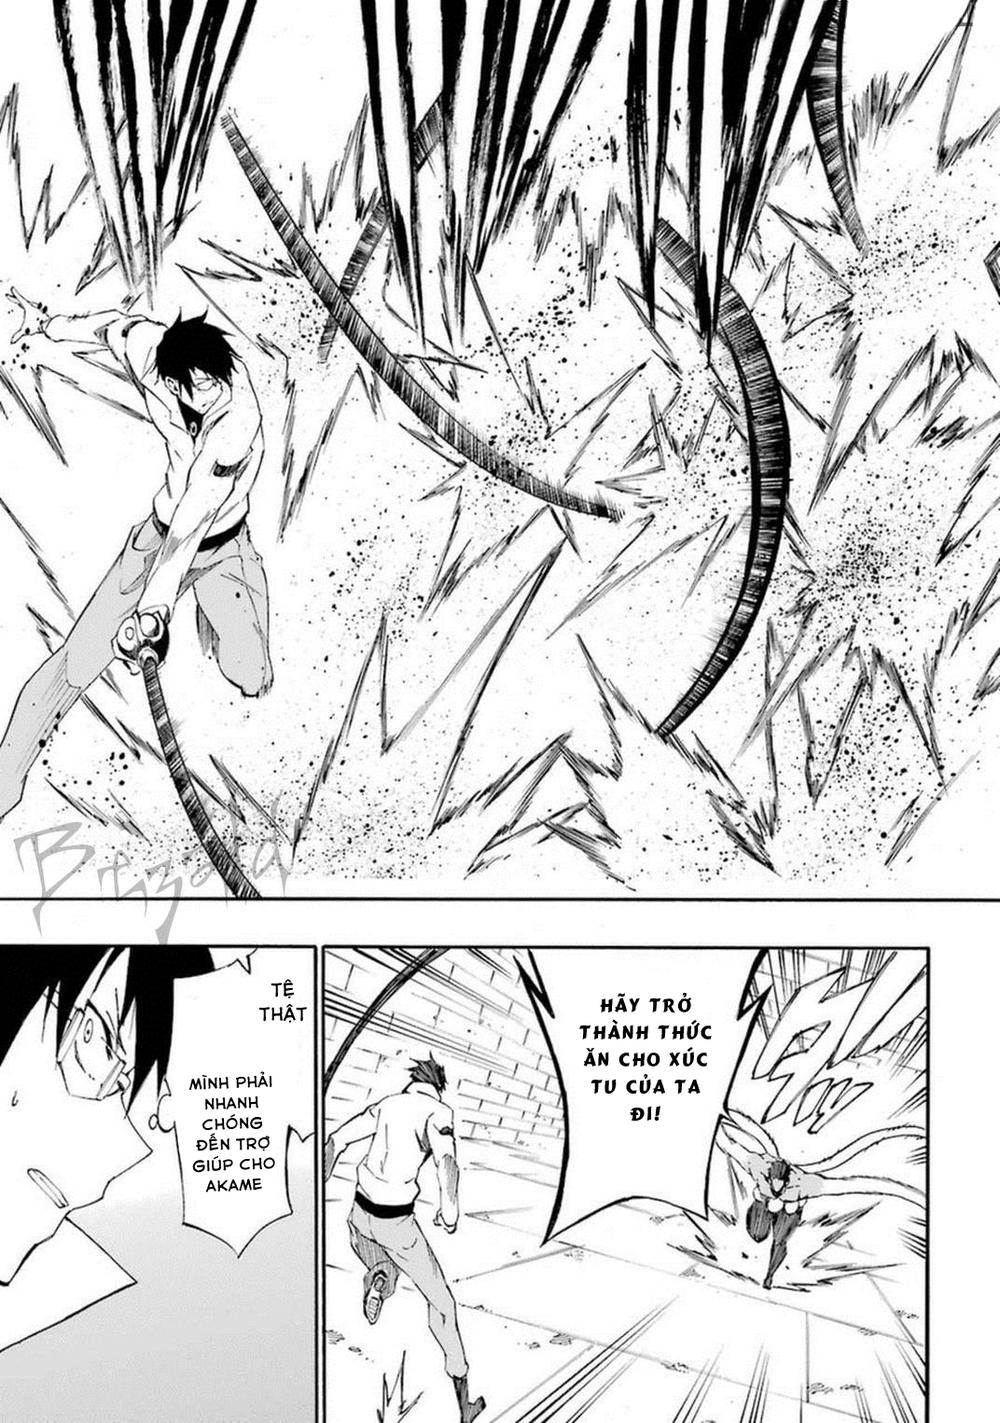 HÃY TRỞ
THÀNH THỨC
ĂN CHO XÚC
TU CỦA TA
ĐI!
TỆ
THẬT
MÌNH PHẢI
NHANH
CHÓNG
ĐẾN TRỢ
GIÚP CHO
AKAME